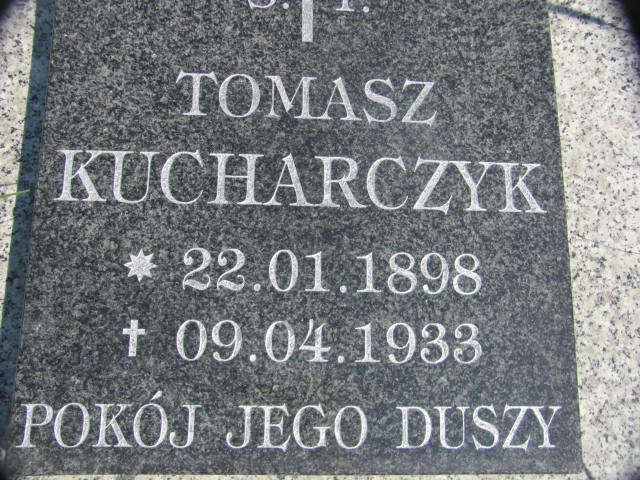 Ś. † P.
TOMASZ
KUCHARCZYK
* 22.01.1898
† 09.04.1933
POKÓJ JEGO DUSZY